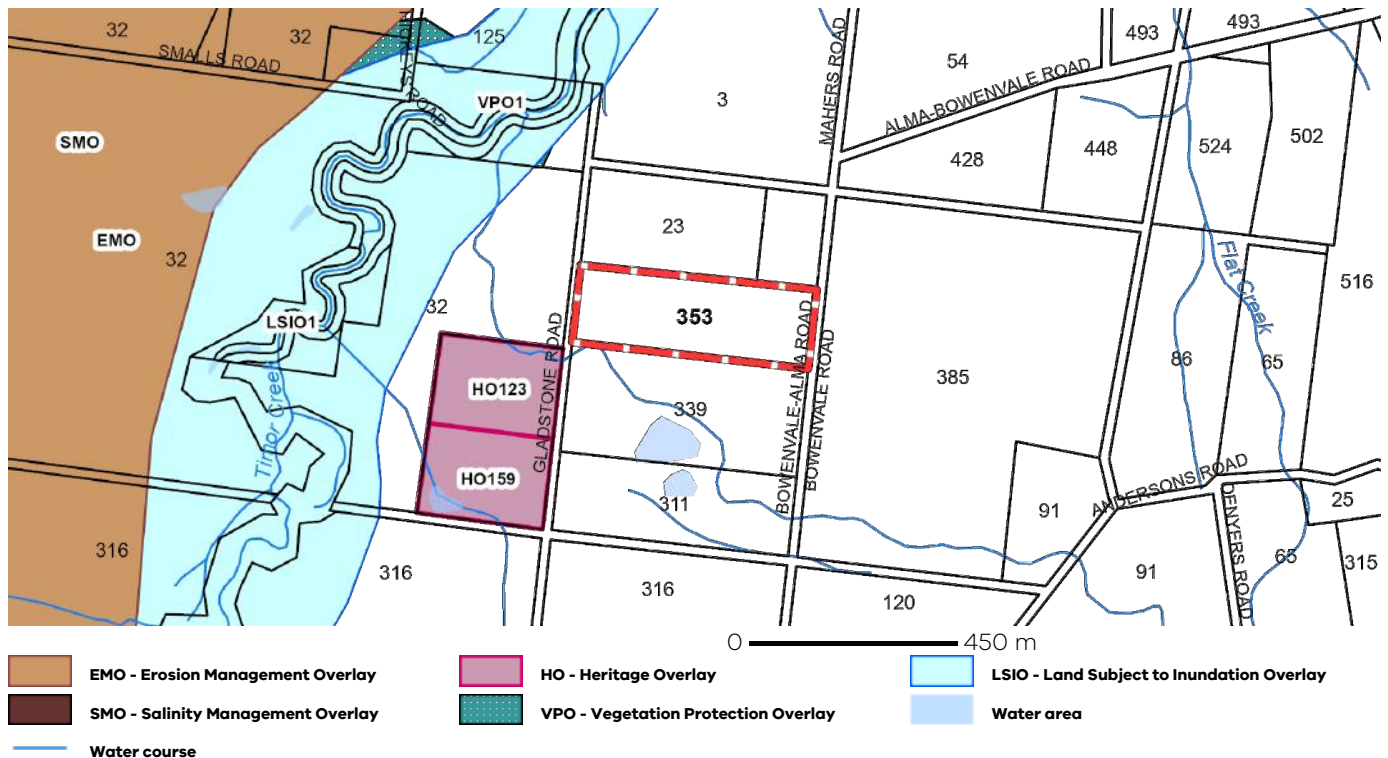 32
32
125
493
493
SMALLS ROAD
54
VPO1
3
MAHERS ROAD
ALMA-BOWENVALE ROAD
SMO
428
448
524
502
EMO
32
23
Flat Creek
516
LSIO1
32
353
GLADSTONE ROAD
BOWENVALE-ALMA ROAD
BOWENVALE ROAD
385
86
65
HO123
339
Timor Creek
HO159
311
ANDERSONS ROAD
DENYERS ROAD
91
25
316
316
316
120
91
65
315
0 450 m
EMO - Erosion Management Overlay
HO - Heritage Overlay
LSIO - Land Subject to Inundation Overlay
SMO - Salinity Management Overlay
VPO - Vegetation Protection Overlay
Water area
Water course